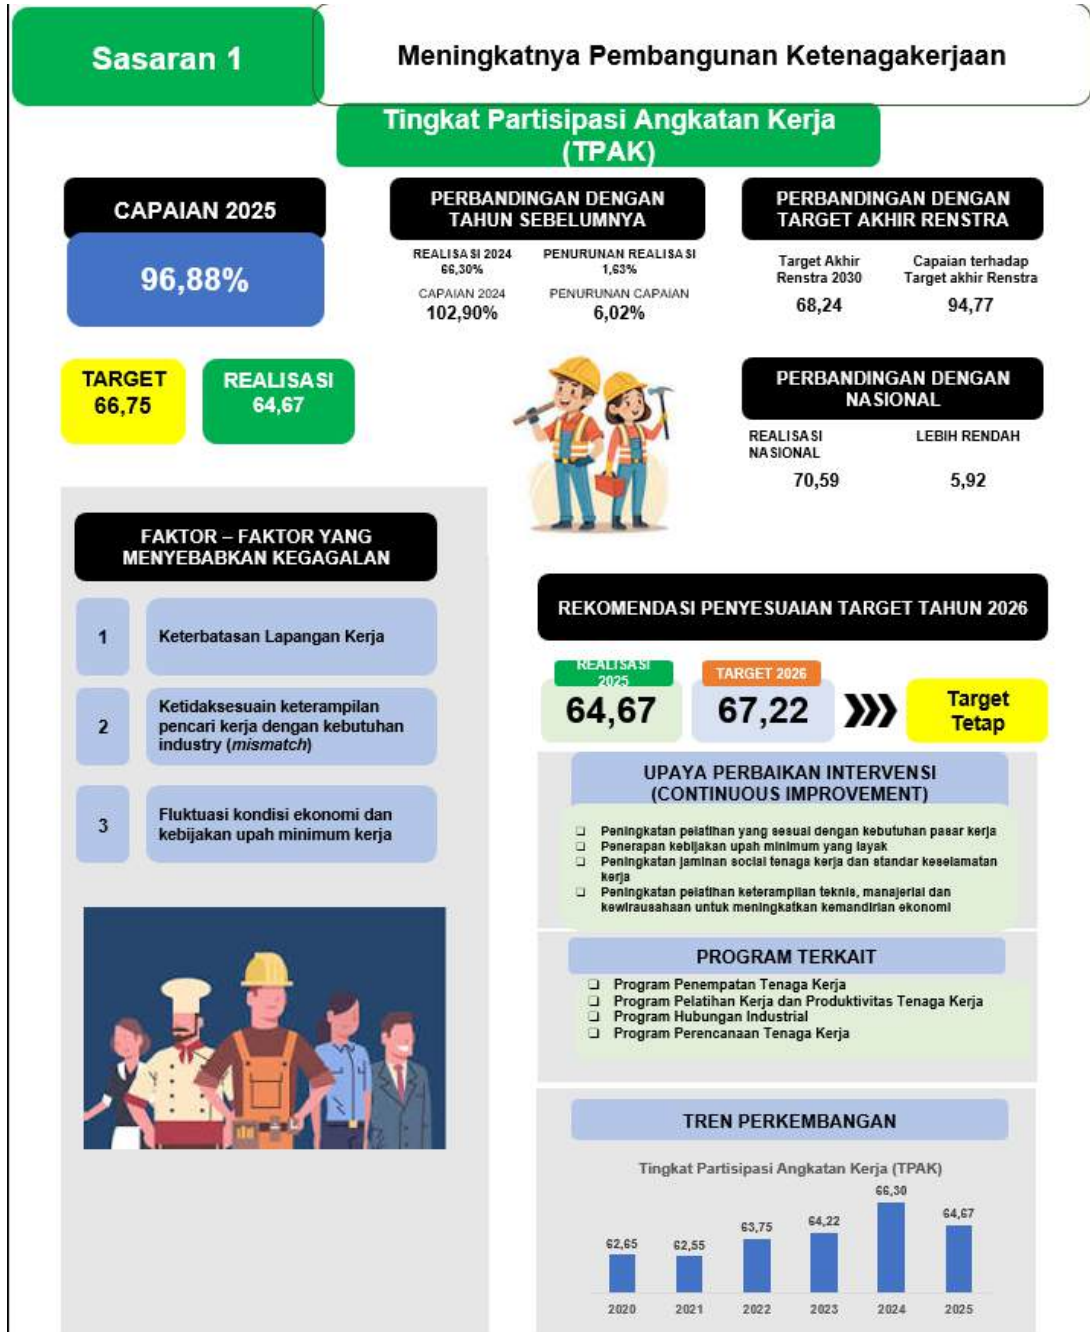 Sasaran 1
Meningkatnya Pembangunan Ketenagakerjaan
Tingkat Partisipasi Angkatan Kerja
(TPAK)
CAPAIAN 2025
96,88%
TARGET
66,75
REALISASI
64,67
PERBANDINGAN DENGAN
TAHUN SEBELUMNYA
REALISASI 2024
66,30%
PENURUNAN REALISASI
1,63%
CAPAIAN 2024
102,90%
PENURUNAN CAPAIAN
6,02%
PERBANDINGAN DENGAN
TARGET AKHIR RENSTRA
Target Akhir
Renstra 2030
68,24
Capaian terhadap
Target akhir Renstra
94,77
PERBANDINGAN DENGAN
NASIONAL
REALISASI
NASIONAL
70,59
LEBIH RENDAH
5,92
FAKTOR – FAKTOR YANG
MENYEBABKAN KEGAGALAN
1
Keterbatasan Lapangan Kerja
2
Ketidaksesuain keterampilan
pencari kerja dengan kebutuhan
industry (mismatch)
3
Fluktuasi kondisi ekonomi dan
kebijakan upah minimum kerja
REKOMENDASI PENYESUAIAN TARGET TAHUN 2026
REALISASI
2025
64,67
TARGET 2026
67,22
Target
Tetap
UPAYA PERBAIKAN INTERVENSI
(CONTINUOUS IMPROVEMENT)
❑ Peningkatan pelatihan yang sesuai dengan kebutuhan pasar kerja
❑ Penerapan kebijakan upah minimum yang layak
❑ Peningkatan jaminan social tenaga kerja dan standar keselamatan
kerja
❑ Peningkatan pelatihan keterampilan teknis, manajerial dan
kewirausahaan untuk meningkatkan kemandirian ekonomi
PROGRAM TERKAIT
❑ Program Penempatan Tenaga Kerja
❑ Program Pelatihan Kerja dan Produktivitas Tenaga Kerja
❑ Program Hubungan Industrial
❑ Program Perencanaan Tenaga Kerja
TREN PERKEMBANGAN
Tingkat Partisipasi Angkatan Kerja (TPAK)
62,65
62,55
63,75
64,22
66,30
64,67
2020
2021
2022
2023
2024
2025